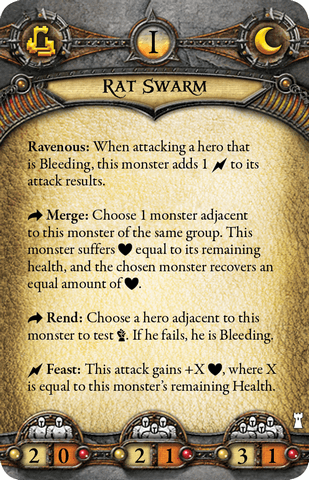 I
Rat Swarm
Ravenous: When attacking a hero that
is Bleeding, this monster adds 1 to its
attack results.
Merge: Choose 1 monster adjacent
to this monster of the same group. This
monster suffers equal to its remaining
health, and the chosen monster recovers an
equal amount of .
Rend: Choose a hero adjacent to this
monster to test . If he fails, he is Bleeding.
Feast: This attack gains +X , where X
is equal to this monster's remaining Health.
2 0 2 1 3 1